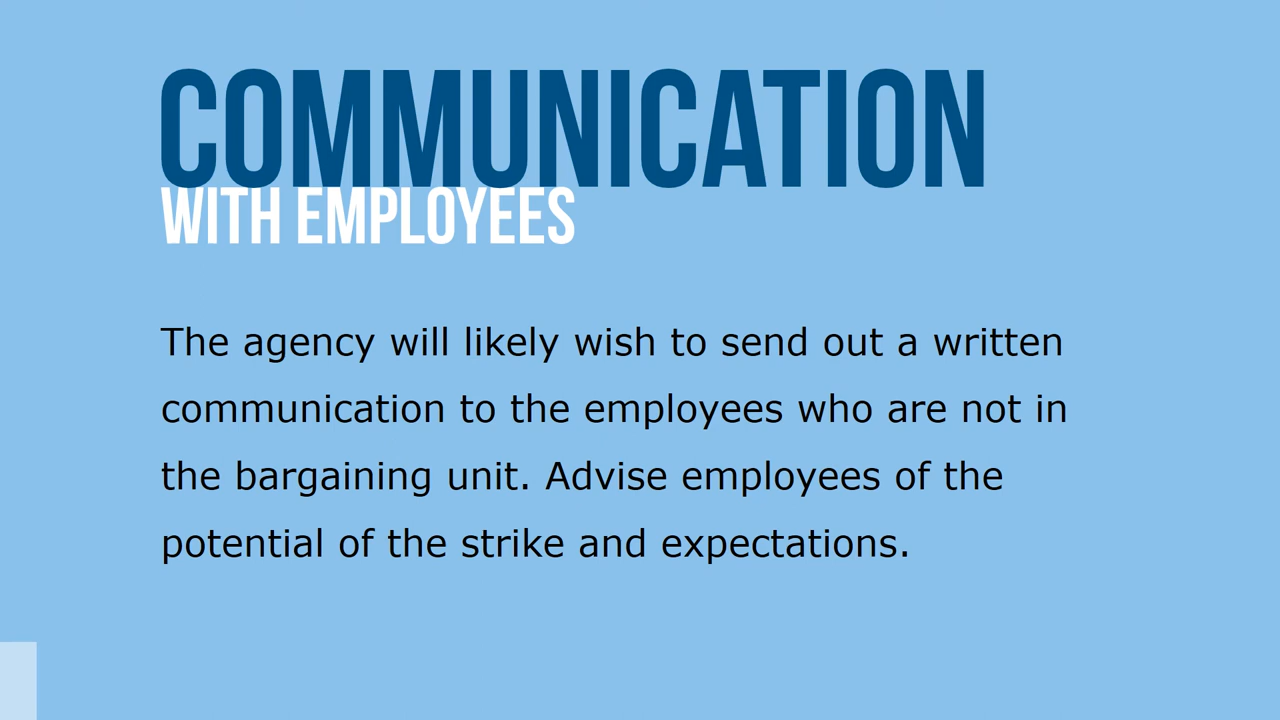 COMMUNICATION
WITH EMPLOYEES
The agency will likely wish to send out a written
communication to the employees who are not in
the bargaining unit. Advise employees of the
potential of the strike and expectations.